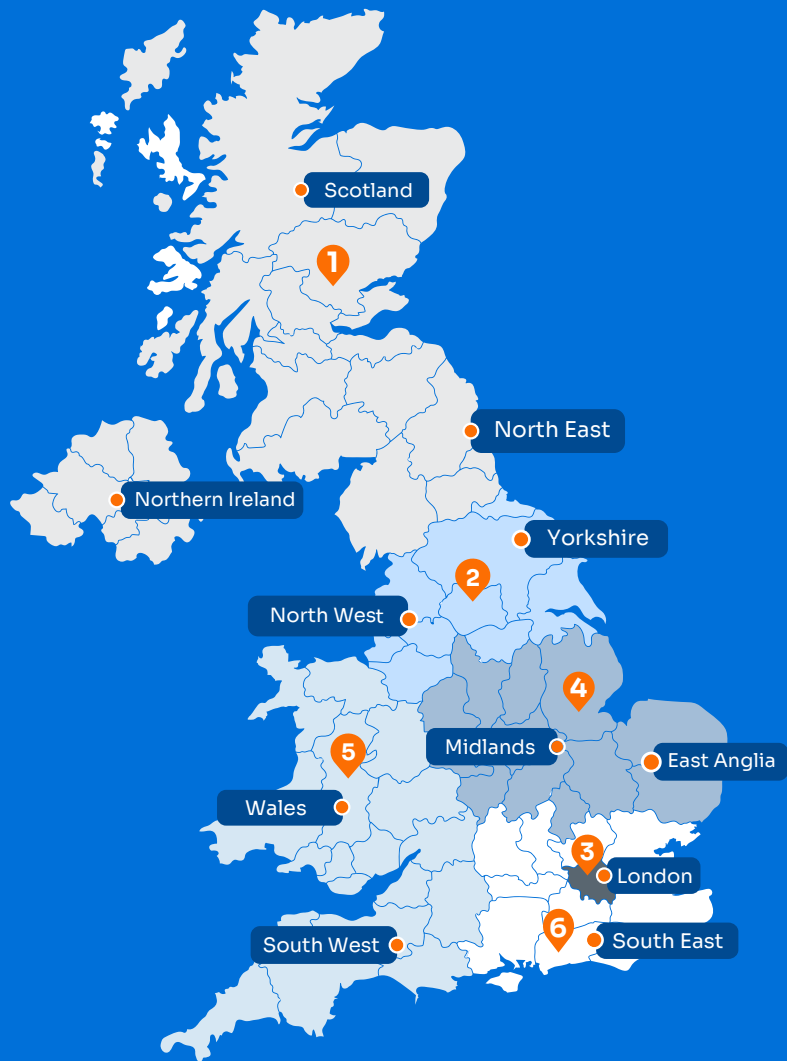 Scotland
1
North East
Northern Ireland
Yorkshire
2
North West
4
Midlands
5
East Anglia
Wales
3
London
6
South West
South East